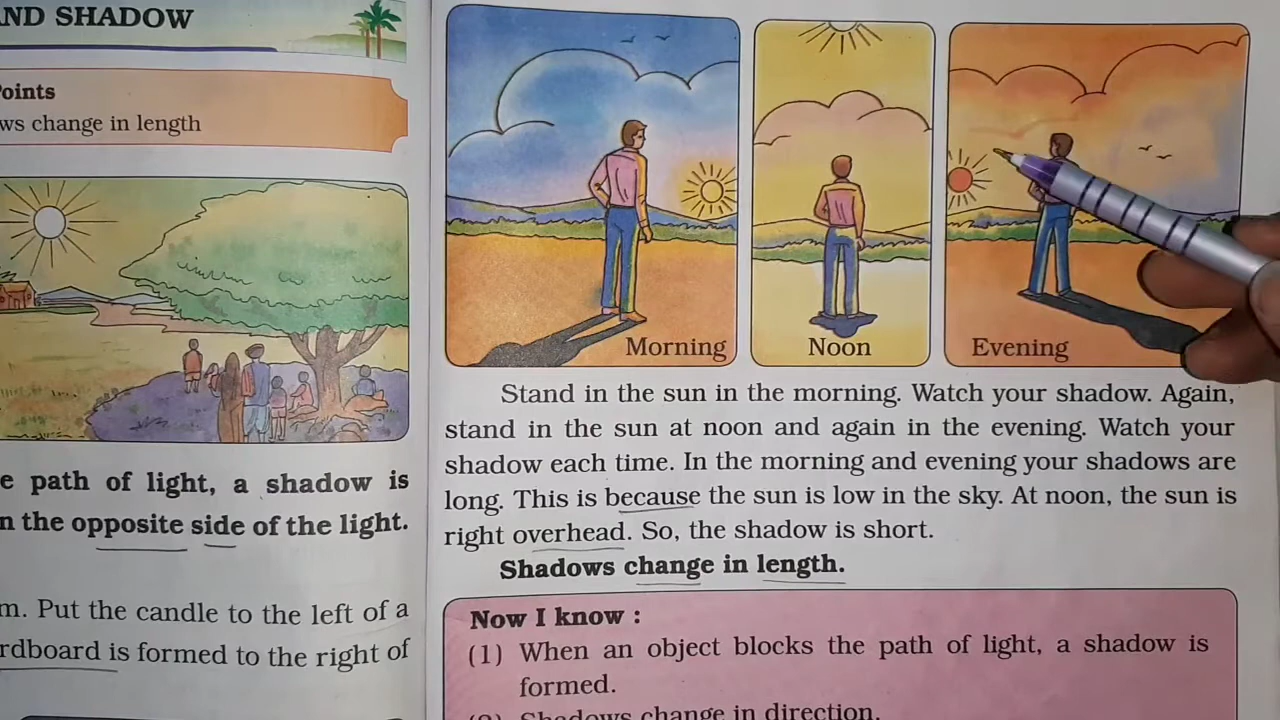 ND SHADOW
oints
ws change in length
e path of light, a shadow is
n the opposite side of the light.
m. Put the candle to the left of a
rdboard is formed to the right of
Morning
Noon
Evening
Stand in the sun in the morning. Watch your shadow. Again,
stand in the sun at noon and again in the evening. Watch your
shadow each time. In the morning and evening your shadows are
long. This is because the sun is low in the sky. At noon, the sun is
right overhead. So, the shadow is short.
Shadows change in length.
Now I know :
(1) When an object blocks the path of light, a shadow is
formed.
(2) Shadows change in direction.